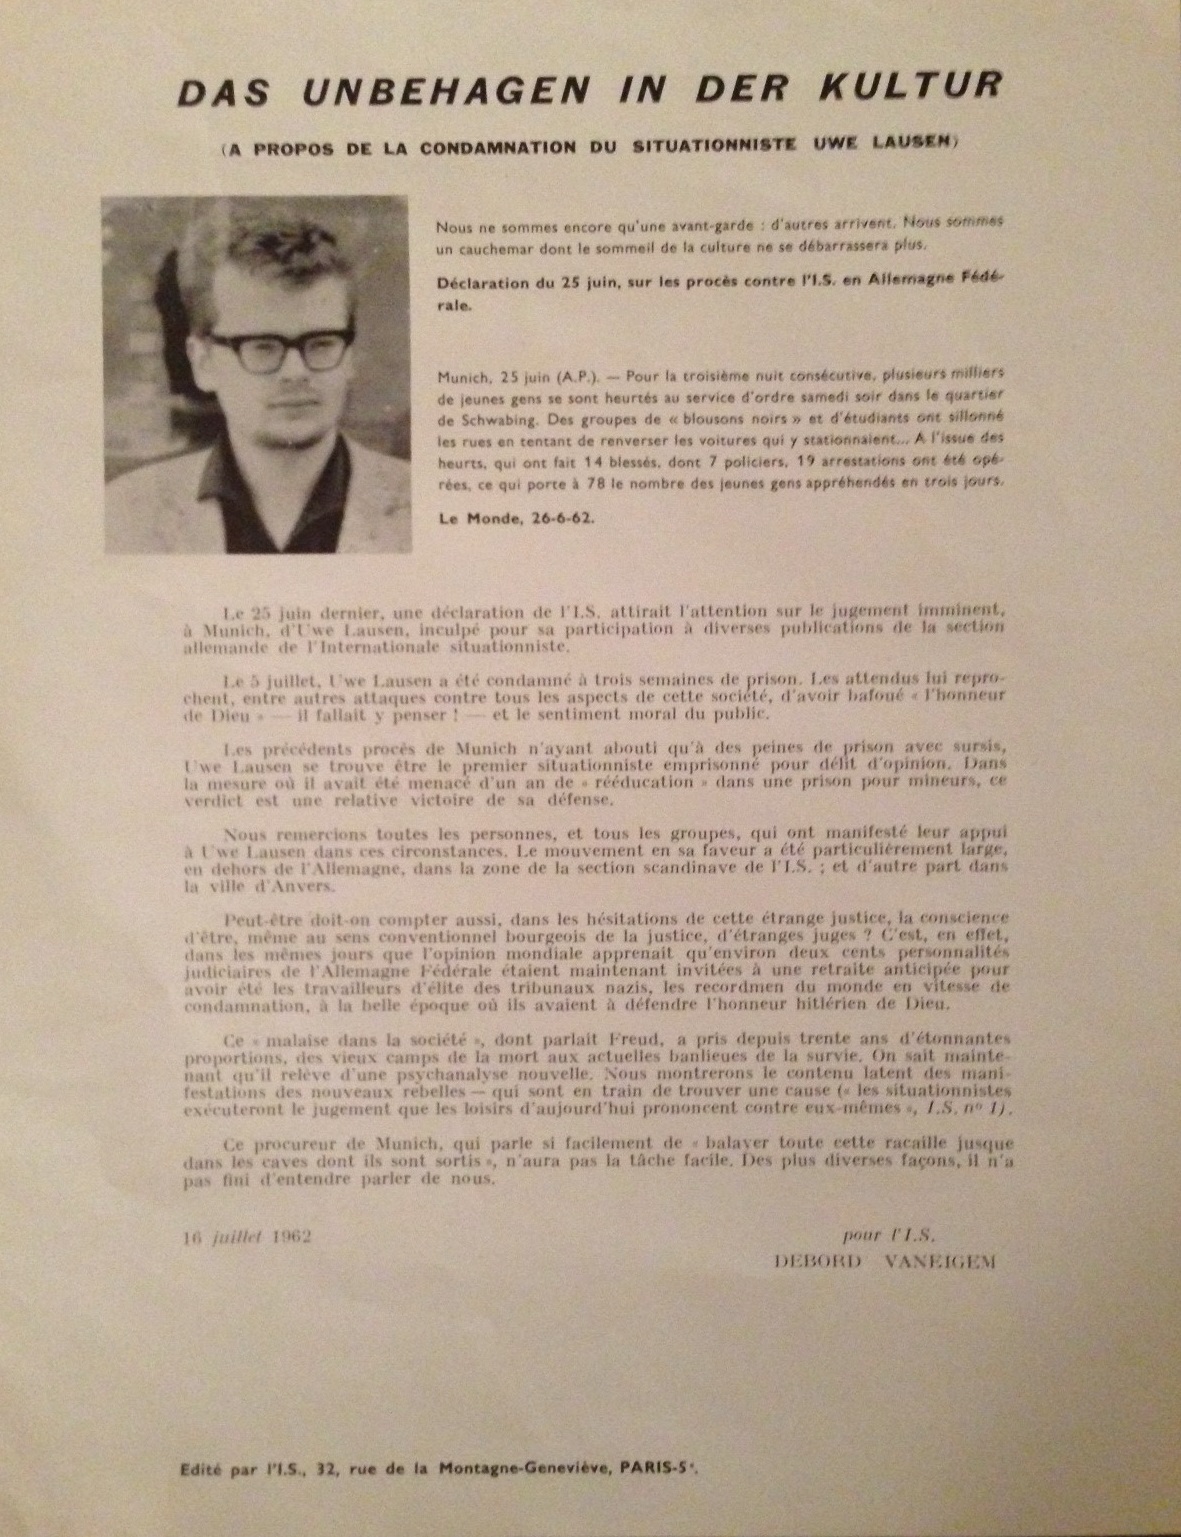 DAS UNBEHAGEN IN DER KULTUR
(A PROPOS DE LA CONDAMNATION DU SITUATIONNISTE UWE LAUSEN)
Nous ne sommes encore qu'une avant-garde : d'autres arrivent. Nous sommes
un cauchemar dont le sommeil de la culture ne se débarrassera plus.
Déclaration du 25 juin, sur les procès contre l'I.S. en Allemagne Fédé-
rale.
Munich, 25 juin (A.P.). — Pour la troisième nuit consécutive, plusieurs milliers
de jeunes gens se sont heurtés au service d'ordre samedi soir dans le quartier
de Schwabing. Des groupes de « blousons noirs » et d'étudiants ont sillonné
les rues en tentant de renverser les voitures qui y stationnaient... A l'issue des
heurts, qui ont fait 14 blessés, dont 7 policiers, 19 arrestations ont été opé-
rées, ce qui porte à 78 le nombre des jeunes gens appréhendés en trois jours.
Le Monde, 26-6-62.
Le 25 juin dernier, une déclaration de l'I.S. attirait l'attention sur le jugement imminent,
à Munich, d'Uwe Lausen, inculpé pour sa participation à diverses publications de la section
allemande de l'Internationale situationniste.
Le 5 juillet, Uwe Lausen a été condamné à trois semaines de prison. Les attendus lui repro-
chent, entre autres attaques contre tous les aspects de cette société, d'avoir bafoué « l'honneur
de Dieu » — il fallait y penser ! — et le sentiment moral du public.
Les précédents procès de Munich n'ayant abouti qu'à des peines de prison avec sursis,
Uwe Lausen se trouve être le premier situationniste emprisonné pour délit d'opinion. Dans
la mesure où il avait été menacé d'un an de « rééducation » dans une prison pour mineurs, ce
verdict est une relative victoire de sa défense.
Nous remercions toutes les personnes, et tous les groupes, qui ont manifesté leur appui
à Uwe Lausen dans ces circonstances. Le mouvement en sa faveur a été particulièrement large,
en dehors de l'Allemagne, dans la zone de la section scandinave de l'I.S. ; et d'autre part dans
la ville d'Anvers.
Peut-être doit-on compter aussi, dans les hésitations de cette étrange justice, la conscience
d'être, même au sens conventionnel bourgeois de la justice, d'étranges juges ? C'est, en effet,
dans les mêmes jours que l'opinion mondiale apprenait qu'environ deux cents personnalités
judiciaires de l'Allemagne Fédérale étaient maintenant invitées à une retraite anticipée pour
avoir été les travailleurs d'élite des tribunaux nazis, les recordmen du monde en vitesse de
condamnation, à la belle époque où ils avaient à défendre l'honneur hitlérien de Dieu.
Ce « malaise dans la société », dont parlait Freud, a pris depuis trente ans d'étonnantes
proportions, des vieux camps de la mort aux actuelles banlieues de la survie. On sait mainte-
nant qu'il relève d'une psychanalyse nouvelle. Nous montrerons le contenu latent des mani-
festations des nouveaux rebelles — qui sont en train de trouver une cause (« les situationnistes
exécuteront le jugement que les loisirs d'aujourd'hui prononcent contre eux-mêmes », I.S. n° 1).
Ce procureur de Munich, qui parle si facilement de « balayer toute cette racaille jusque
dans les caves dont ils sont sortis », n'aura pas la tâche facile. Des plus diverses façons, il n'a
pas fini d'entendre parler de nous.
16 juillet 1962
pour l'I.S.
DEBORD VANEIGEM
Edité par l'I.S., 32, rue de la Montagne-Geneviève, PARIS-5e.